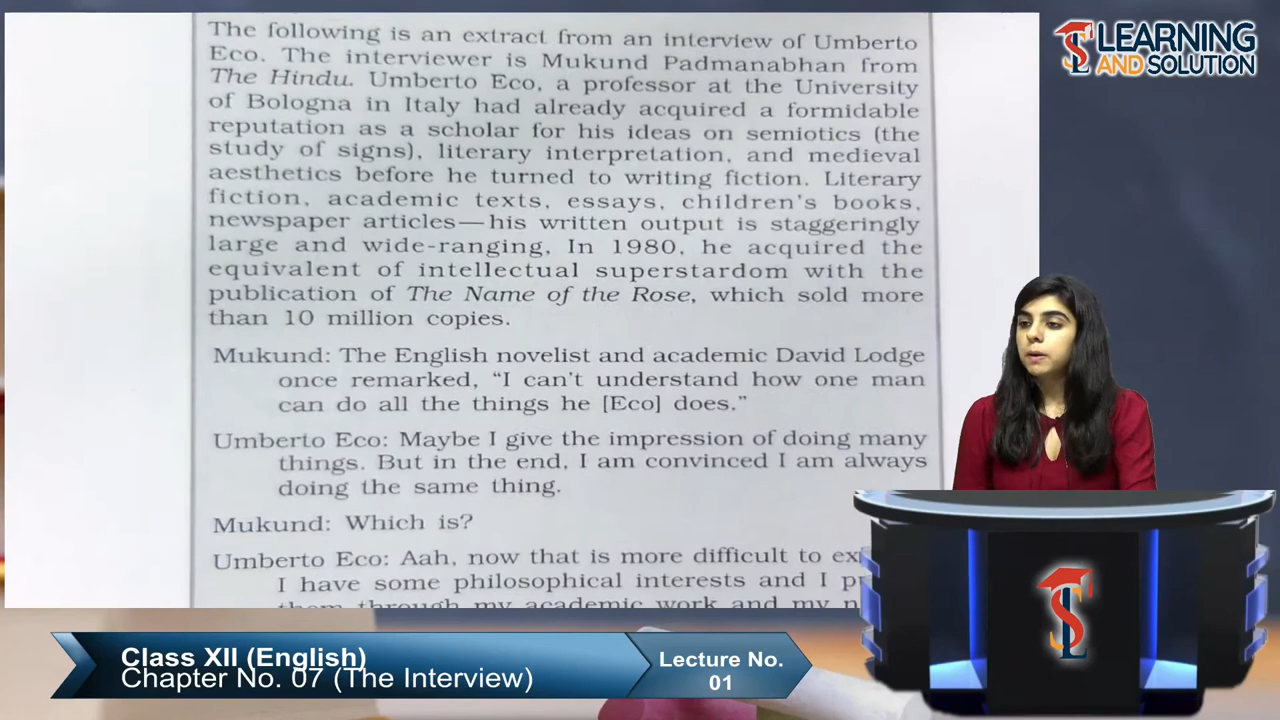 The following is an extract from an interview of Umberto
Eco. The interviewer is Mukund Padmanabhan from
The Hindu. Umberto Eco, a professor at the University
of Bologna in Italy had already acquired a formidable
reputation as a scholar for his ideas on semiotics (the
study of signs), literary interpretation, and medieval
aesthetics before he turned to writing fiction. Literary
fiction, academic texts, essays, children's books,
newspaper articles—his written output is staggeringly
large and wide-ranging, In 1980, he acquired the
equivalent of intellectual superstardom with the
publication of The Name of the Rose, which sold more
than 10 million copies.
Mukund: The English novelist and academic David Lodge
once remarked, “I can't understand how one man
can do all the things he [Eco] does.”
Umberto Eco: Maybe I give the impression of doing many
things. But in the end, I am convinced I am always
doing the same thing.
Mukund: Which is?
Umberto Eco: Aah, now that is more difficult to
I have some philosophical interests and I
them through my academic work and my
LEARNING
AND SOLUTION
Class XII (English)
Chapter No. 07 (The Interview)
Lecture No.
01